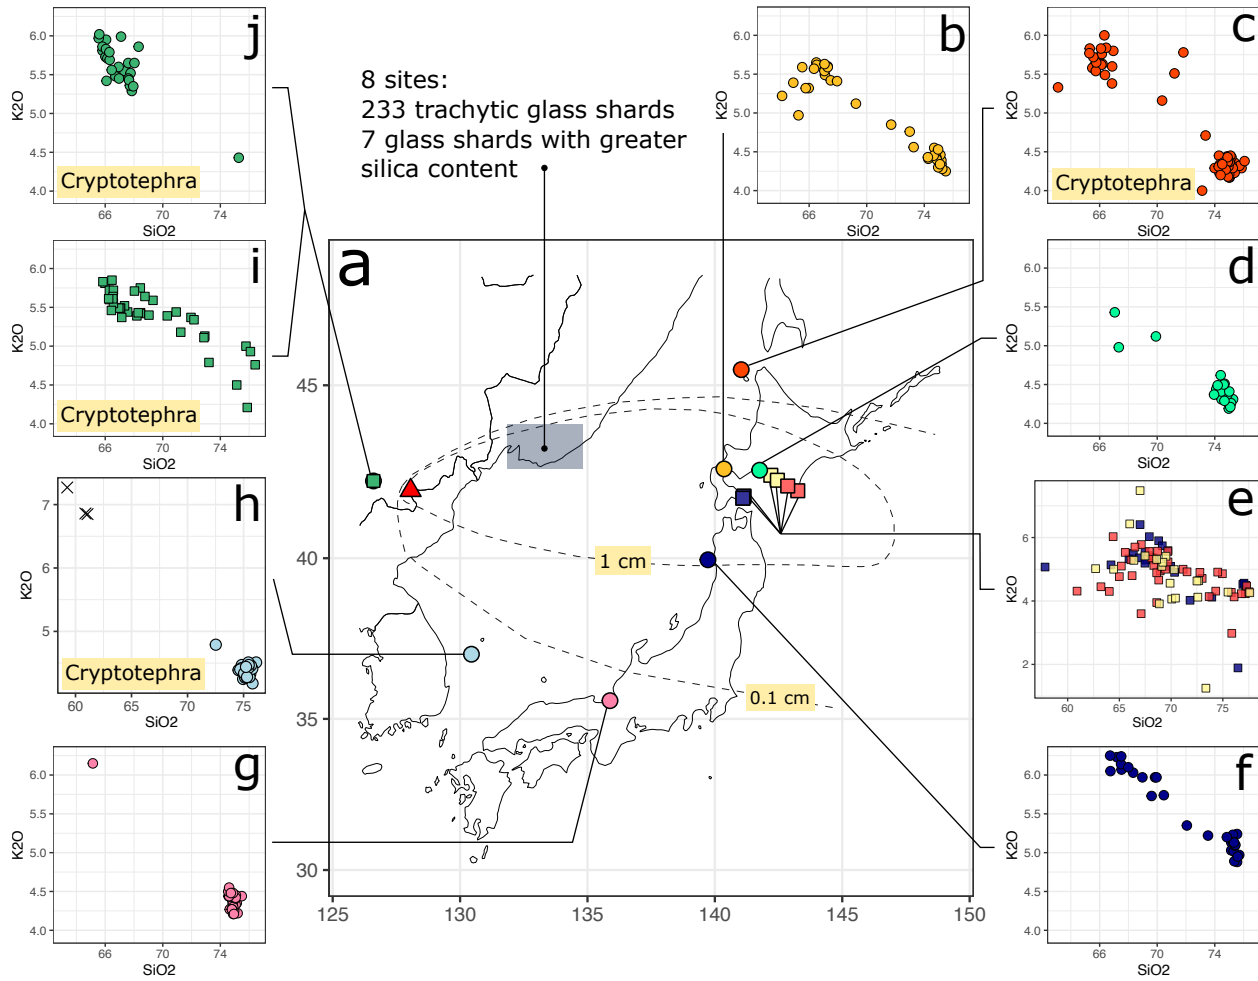 j
6.0
5.5
5.0
4.5
4.0
K2O
Cryptotephra
66
70
74
SiO2
8 sites:
233 trachytic glass shards
7 glass shards with greater
silica content
b
6.0
5.5
5.0
4.5
4.0
K2O
66
70
74
SiO2
c
6.0
5.5
5.0
4.5
4.0
K2O
Cryptotephra
66
70
74
SiO2
i
6.0
5.5
5.0
4.5
4.0
K2O
Cryptotephra
66
70
74
SiO2
a
45
40
35
30
125
130
135
140
145
150
1 cm
0.1 cm
d
6.0
5.5
5.0
4.5
4.0
K2O
66
70
74
SiO2
h
7
6
5
K2O
Cryptotephra
60
65
70
75
SiO2
e
6
4
2
K2O
60
65
70
75
SiO2
g
6.0
5.5
5.0
4.5
4.0
K2O
66
70
74
SiO2
f
6.0
5.5
5.0
4.5
4.0
K2O
66
70
74
SiO2